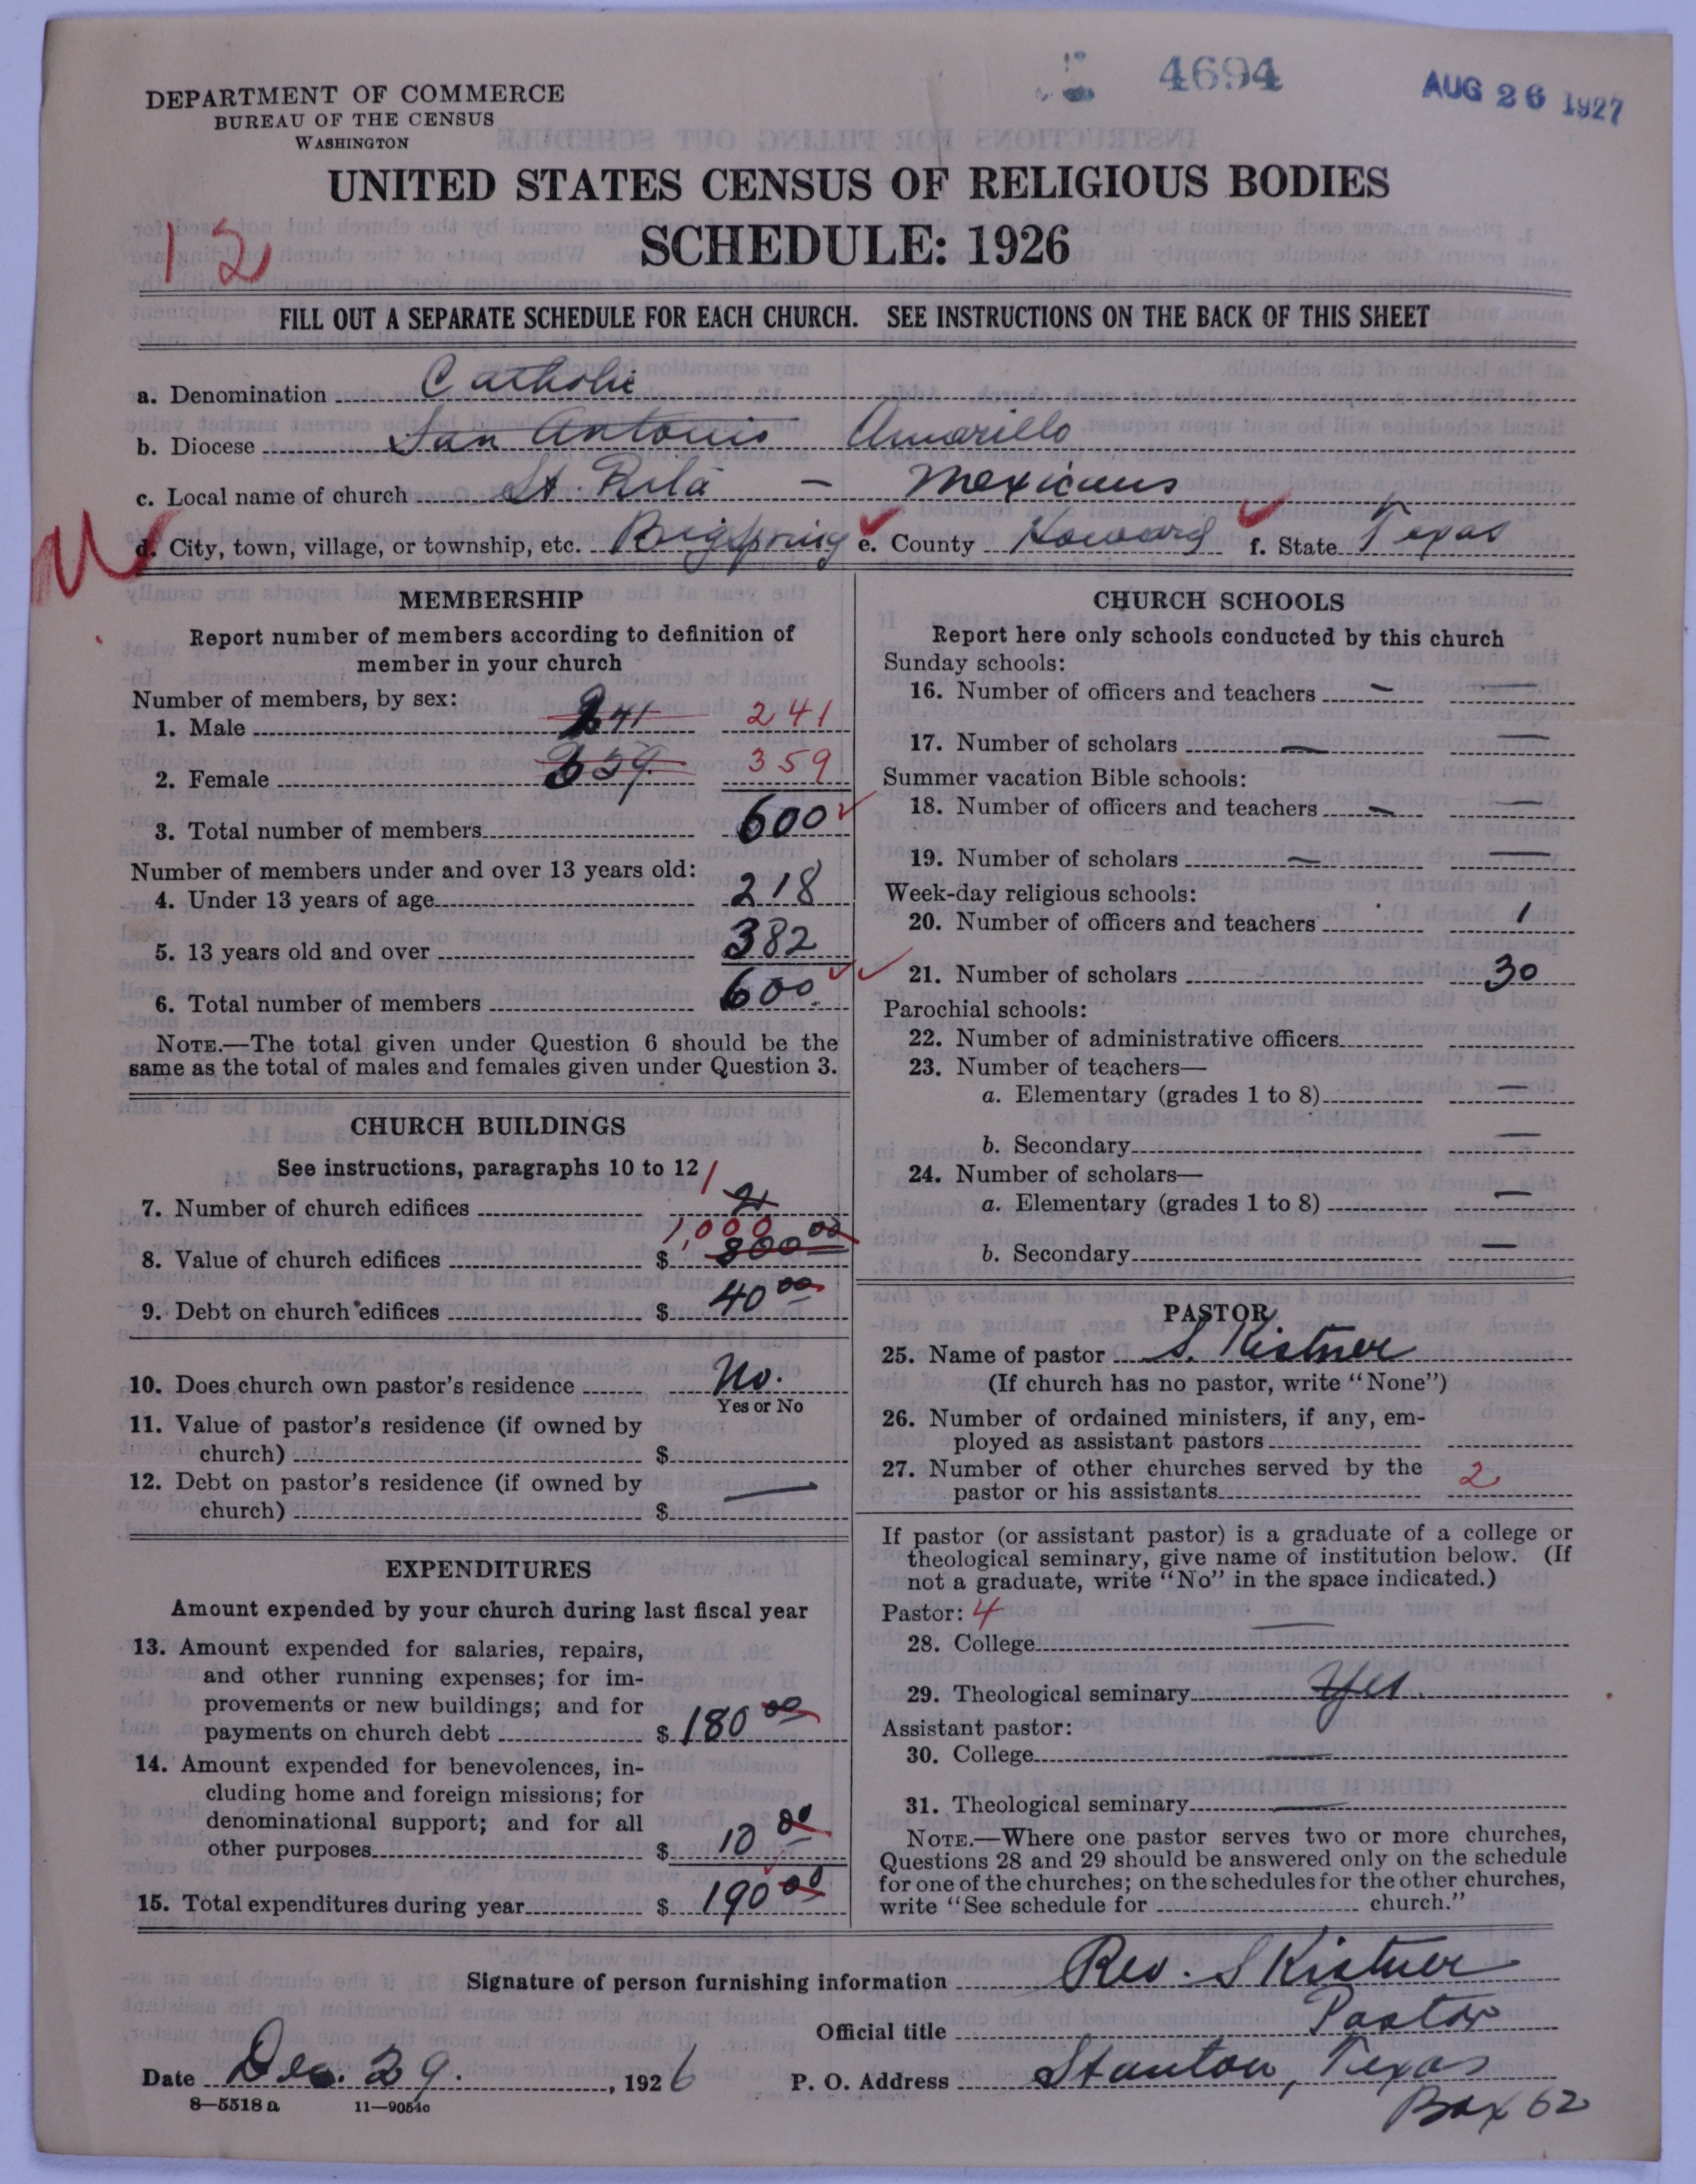 4694
AUG 26 1927
DEPARTMENT OF COMMERCE
BUREAU OF THE CENSUS
WASHINGTON
UNITED STATES CENSUS OF RELIGIOUS BODIES
SCHEDULE: 1926
12
FILL OUT A SEPARATE SCHEDULE FOR EACH CHURCH. SEE INSTRUCTIONS ON THE BACK OF THIS SHEET
a. Denomination Catholic
b. Diocese San Antonio Amarillo
c. Local name of church St. Rita - Mexicans
d. City, town, village, or township, etc. Big Spring e. County Howard f. State Texas
MEMBERSHIP
Report number of members according to definition of
member in your church
Number of members, by sex:
1. Male 241 241
2. Female 359 359
3. Total number of members 600
Number of members under and over 13 years old:
4. Under 13 years of age 218
5. 13 years old and over 382
6. Total number of members 600
NOTE.—The total given under Question 6 should be the
same as the total of males and females given under Question 3.
CHURCH BUILDINGS
See instructions, paragraphs 10 to 12
7. Number of church edifices 1
8. Value of church edifices $ 1,000 800 00
9. Debt on church edifices $ 40 00
10. Does church own pastor's residence No.
Yes or No
11. Value of pastor's residence (if owned by
church) $
12. Debt on pastor's residence (if owned by
church) $ —
EXPENDITURES
Amount expended by your church during last fiscal year
13. Amount expended for salaries, repairs,
and other running expenses; for im-
provements or new buildings; and for
payments on church debt $ 180 00
14. Amount expended for benevolences, in-
cluding home and foreign missions; for
denominational support; and for all
other purposes $ 10 00
15. Total expenditures during year $ 190 00
CHURCH SCHOOLS
Report here only schools conducted by this church
Sunday schools:
16. Number of officers and teachers — —
17. Number of scholars — —
Summer vacation Bible schools:
18. Number of officers and teachers — —
19. Number of scholars — —
Week-day religious schools:
20. Number of officers and teachers 1
21. Number of scholars 30
Parochial schools:
22. Number of administrative officers
23. Number of teachers—
a. Elementary (grades 1 to 8) —
b. Secondary —
24. Number of scholars—
a. Elementary (grades 1 to 8) —
b. Secondary —
PASTOR
25. Name of pastor S. Kistner
(If church has no pastor, write "None")
26. Number of ordained ministers, if any, em-
ployed as assistant pastors
27. Number of other churches served by the
pastor or his assistants 2
If pastor (or assistant pastor) is a graduate of a college or
theological seminary, give name of institution below. (If
not a graduate, write "No" in the space indicated.)
Pastor: 4
28. College —
29. Theological seminary Yes.
Assistant pastor:
30. College —
31. Theological seminary —
NOTE.—Where one pastor serves two or more churches,
Questions 28 and 29 should be answered only on the schedule
for one of the churches; on the schedules for the other churches,
write "See schedule for church."
Signature of person furnishing information Rev. S Kistner
Official title Pastor
Date Dec. 29. , 1926 P. O. Address Stanton, Texas
Box 62
8—5518a 11—9054c